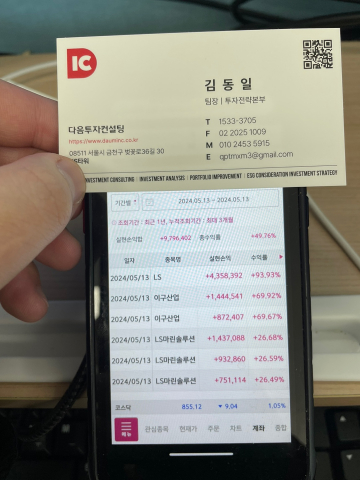 DIC
김 동 일
팀장 | 투자전략본부
다음투자컨설팅
https://www.dauminc.co.kr
08511 서울시 금천구 벚꽃로36길 30
T 1533-3705
F 02 2025 1009
M 010 2453 5915
E qptmxm3@gmail.com
INVESTMENT CONSULTING | INVESTMENT ANALYSIS | PORTFOLIO IMPROVEMENT | ESG CONSIDERATION INVESTMENT STRATEGY
기간별 2024.05.13 ~ 2024.05.13
조회기간 : 최근 1년, 누적조회기간 : 최대 3개월
실현손익합 +9,796,402 총수익률 +49.76%
일자 종목명 실현손익 수익률
2024/05/13 LS +4,358,392 +93.93%
2024/05/13 이구산업 +1,444,541 +69.92%
2024/05/13 이구산업 +872,407 +69.67%
2024/05/13 LS마린솔루션 +1,437,088 +26.68%
2024/05/13 LS마린솔루션 +932,860 +26.59%
2024/05/13 LS마린솔루션 +751,114 +26.49%
코스닥 855.12 ▼ 9.04 1.05%
메뉴 관심종목 현재가 주문 차트 계좌 종합